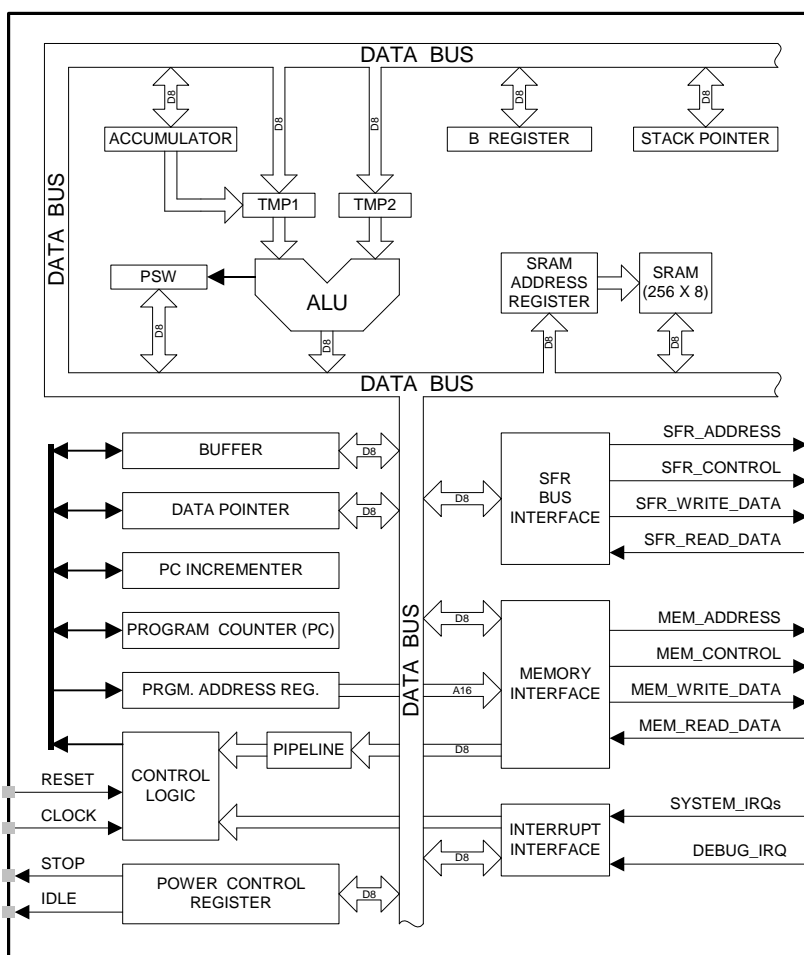 DATA BUS
D8
D8
D8
D8
D8
ACCUMULATOR
B REGISTER
STACK POINTER
DATA BUS
TMP1
TMP2
PSW
ALU
SRAM
ADDRESS
REGISTER
SRAM
(256 X 8)
D8
D8
D8
D8
DATA BUS
BUFFER
D8
DATA POINTER
D8
PC INCREMENTER
PROGRAM COUNTER (PC)
PRGM. ADDRESS REG.
A16
DATA BUS
D8
SFR
BUS
INTERFACE
SFR_ADDRESS
SFR_CONTROL
SFR_WRITE_DATA
SFR_READ_DATA
D8
MEMORY
INTERFACE
MEM_ADDRESS
MEM_CONTROL
MEM_WRITE_DATA
MEM_READ_DATA
CONTROL
LOGIC
PIPELINE
D8
RESET
CLOCK
STOP
IDLE
POWER CONTROL
REGISTER
D8
D8
INTERRUPT
INTERFACE
SYSTEM_IRQs
DEBUG_IRQ